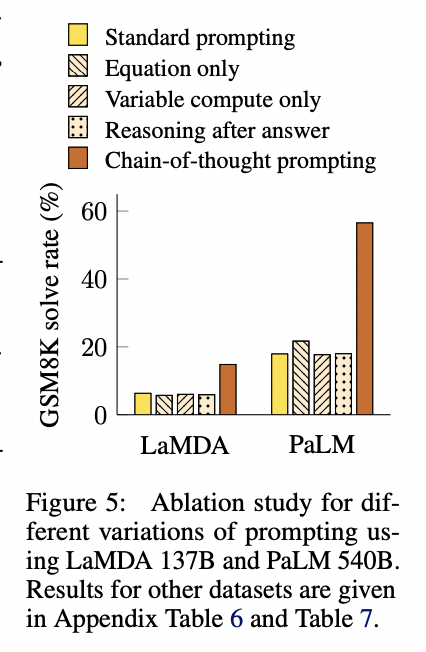 Standard prompting
Equation only
Variable compute only
Reasoning after answer
Chain-of-thought prompting
GSM8K solve rate (%)
60
40
20
0
LaMDA
PaLM
Figure 5: Ablation study for dif-
ferent variations of prompting us-
ing LaMDA 137B and PaLM 540B.
Results for other datasets are given
in Appendix Table 6 and Table 7.